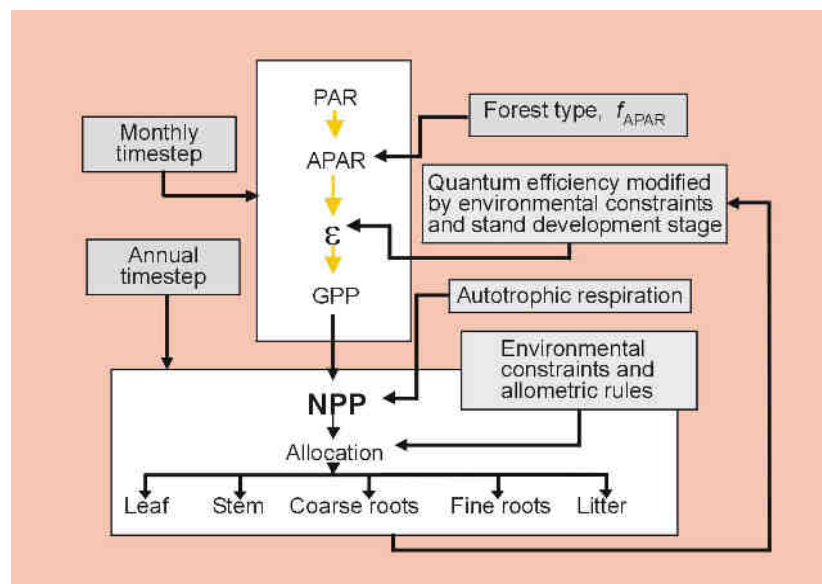 PAR
Forest type, fAPAR
Monthly
timestep
APAR
Quantum efficiency modified
by environmental constraints
and stand development stage
ε
Annual
timestep
GPP
Autotrophic respiration
Environmental
constraints and
allometric rules
NPP
Allocation
Leaf Stem Coarse roots Fine roots Litter